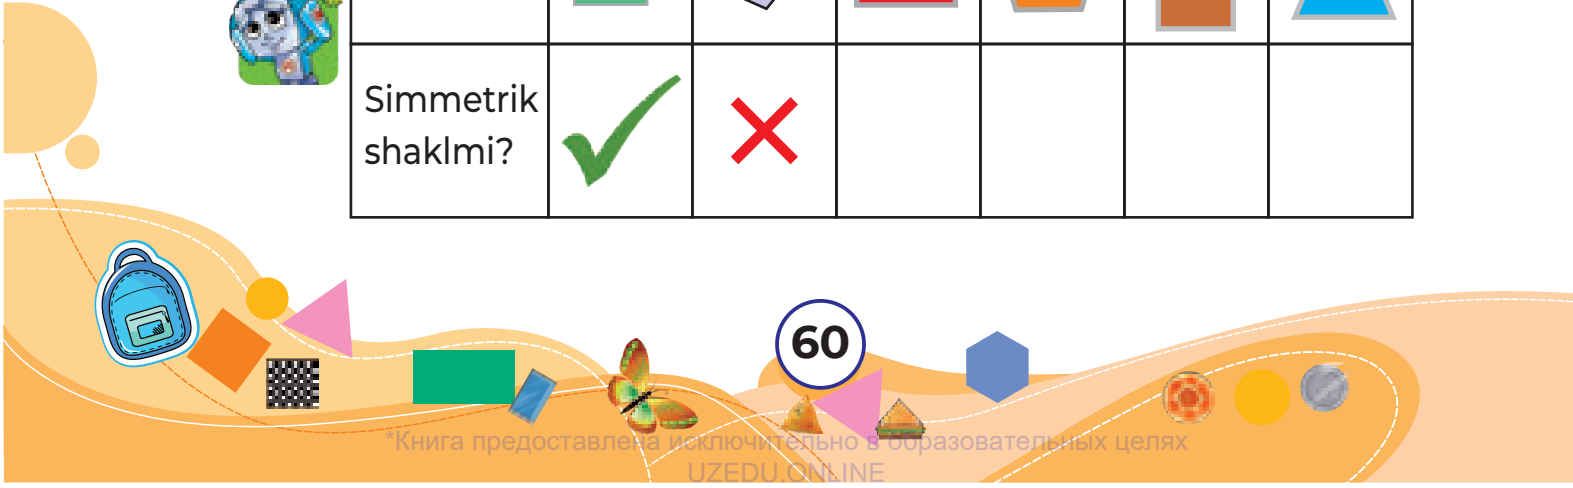 Simmetrik
shaklmi?
60
*Книга предоставлена исключительно в образовательных целях
UZEDU.ONLINE